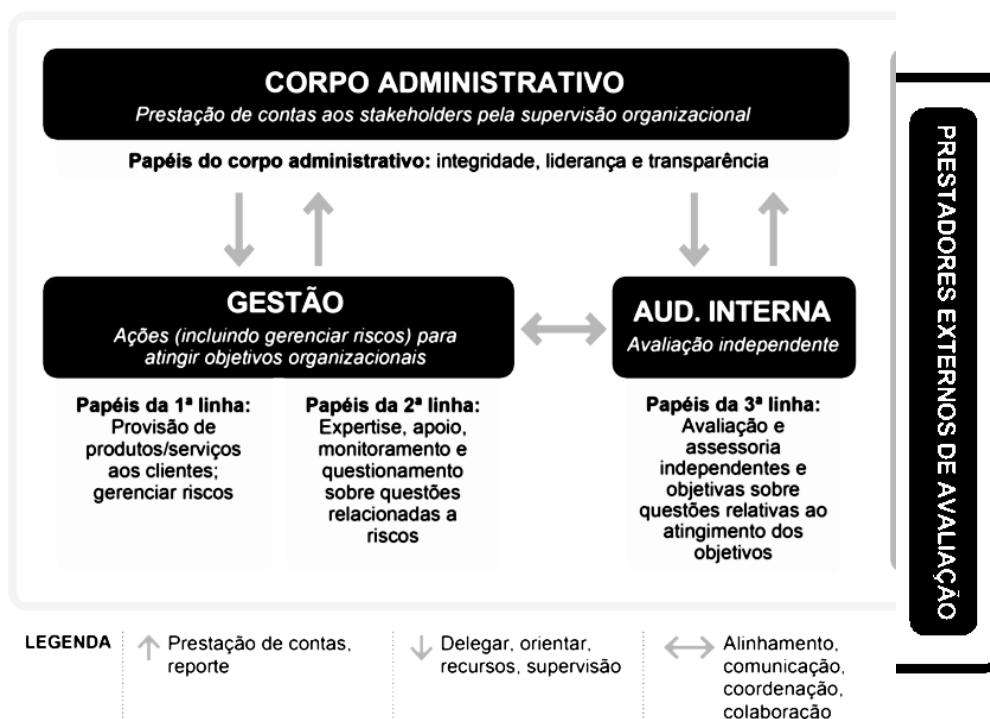 CORPO ADMINISTRATIVO
Prestação de contas aos stakeholders pela supervisão organizacional
Papéis do corpo administrativo: integridade, liderança e transparência
GESTÃO
Ações (incluindo gerenciar riscos) para
atingir objetivos organizacionais
Papéis da 1ª linha:
Provisão de
produtos/serviços
aos clientes;
gerenciar riscos
Papéis da 2ª linha:
Expertise, apoio,
monitoramento e
questionamento
sobre questões
relacionadas a
riscos
AUD. INTERNA
Avaliação independente
Papéis da 3ª linha:
Avaliação e
assessoria
independentes e
objetivas sobre
questões relativas ao
atingimento dos
objetivos
PRESTADORES EXTERNOS DE AVALIAÇÃO
LEGENDA
Prestação de contas,
reporte
Delegar, orientar,
recursos, supervisão
Alinhamento,
comunicação,
coordenação,
colaboração